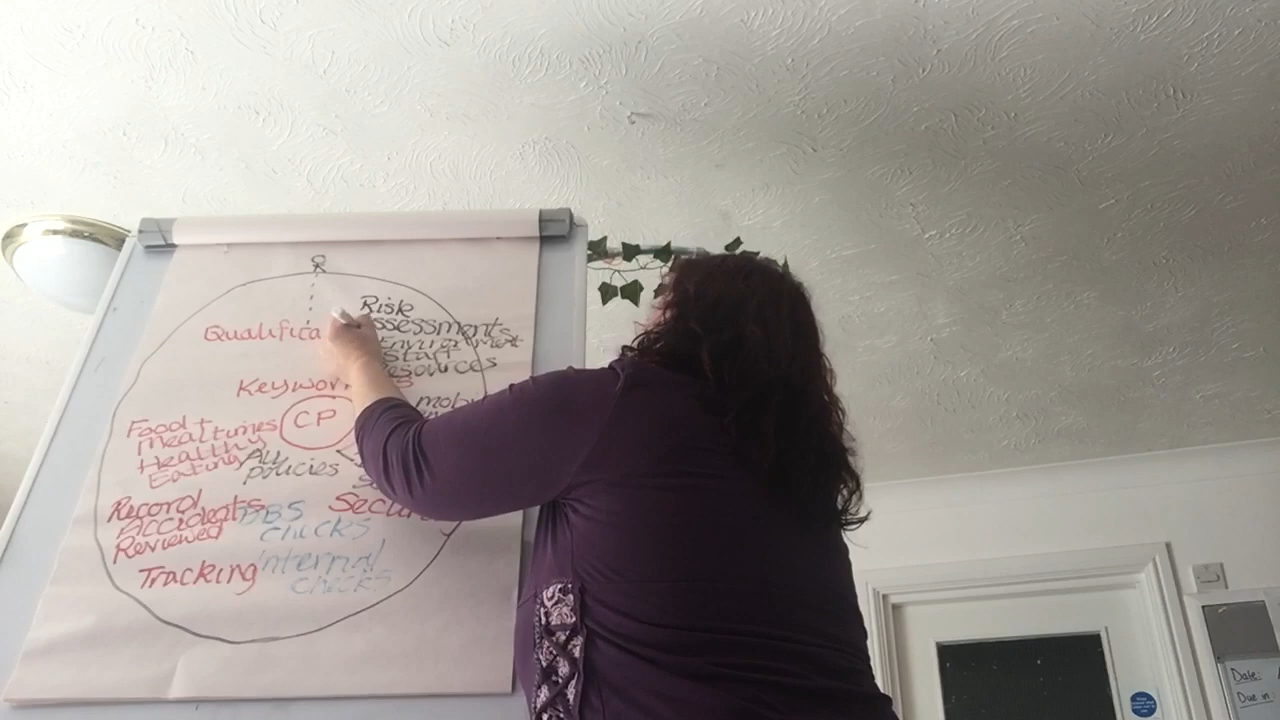 Risk
Assessments
Environment
Staff
Resources
Qualifica
Keywor
CP
Food +
mealtimes
Healthy
Eating
All
policies
Record
Accidents
Reviewed
DBS
checks
Secur
Tracking
internal
checks
Date:
Due in: